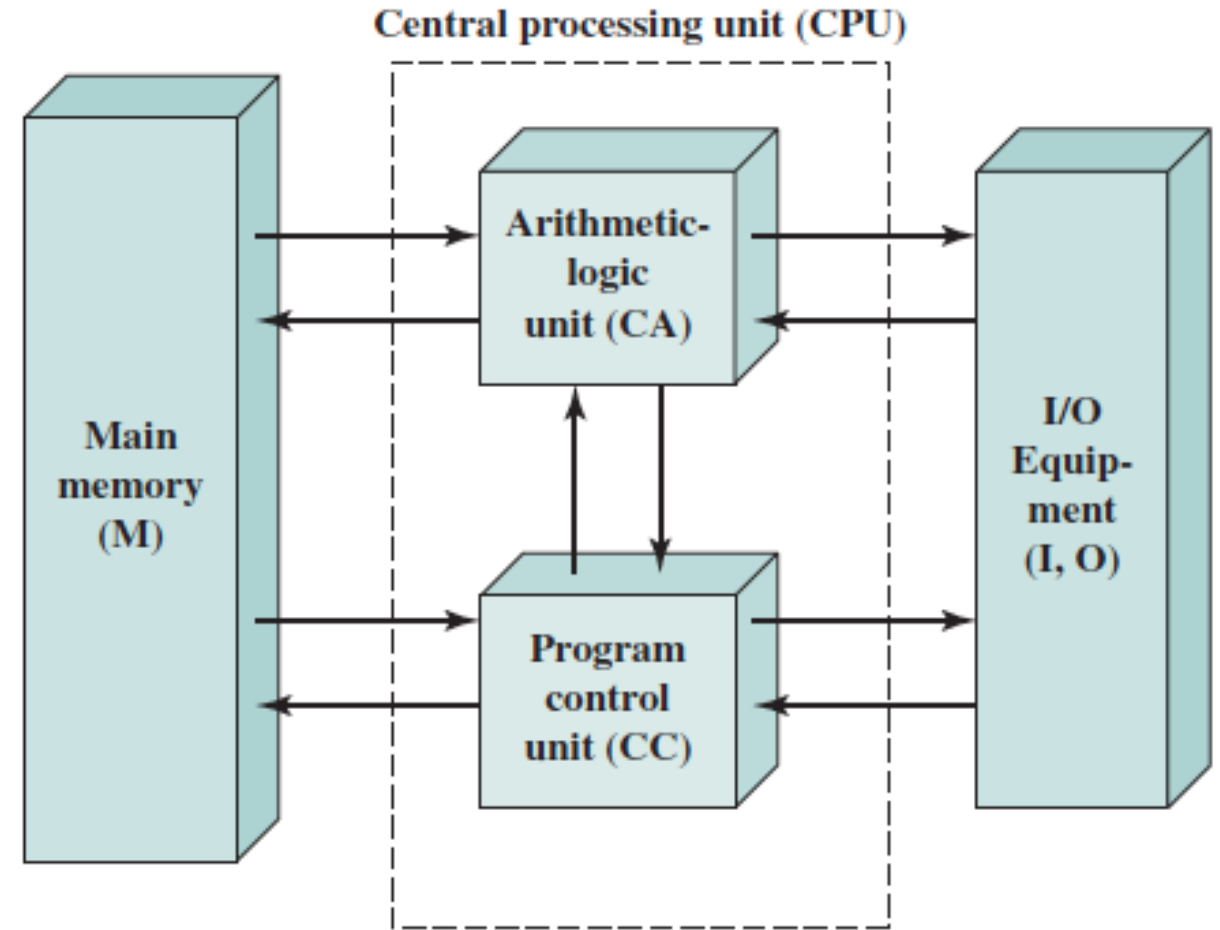 Central processing unit (CPU)
Arithmetic-
logic
unit (CA)
Main
memory
(M)
I/O
Equip-
ment
(I, O)
Program
control
unit (CC)